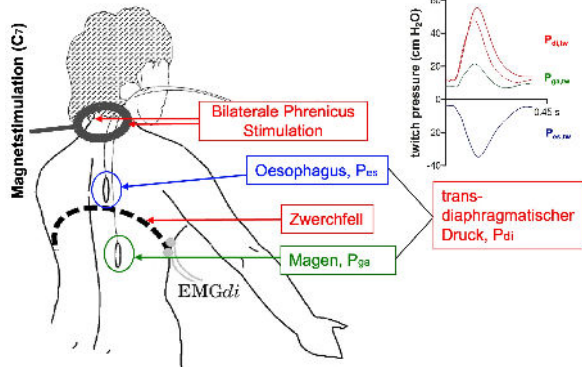 Magnetstimulation (C7)
Bilaterale Phrenicus
Stimulation
Oesophagus, Pes
Zwerchfell
Magen, Pga
EMGdi
trans-
diaphragmatischer
Druck, Pdi
twitch pressure (cm H2O)
60
40
20
0
-40
0.45 s
Pdi,tw
Pga,tw
Pes,tw